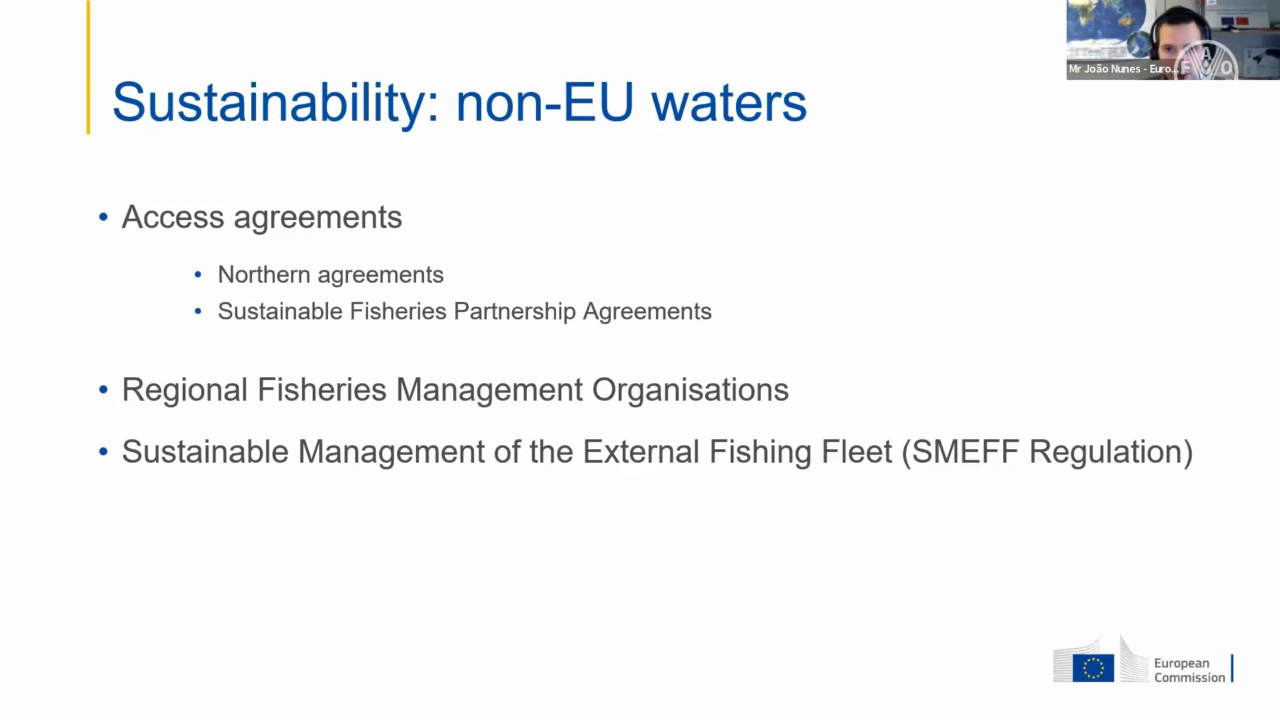 Mr João Nunes - Euro...
FAO
Sustainability: non-EU waters
• Access agreements
• Northern agreements
• Sustainable Fisheries Partnership Agreements
• Regional Fisheries Management Organisations
• Sustainable Management of the External Fishing Fleet (SMEFF Regulation)
European
Commission